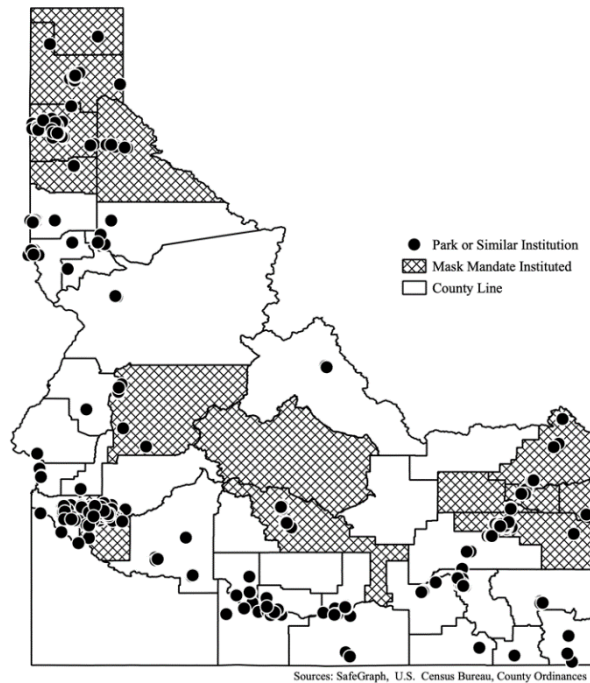 Park or Similar Institution
Mask Mandate Instituted
County Line
Sources: SafeGraph, U.S. Census Bureau, County Ordinances